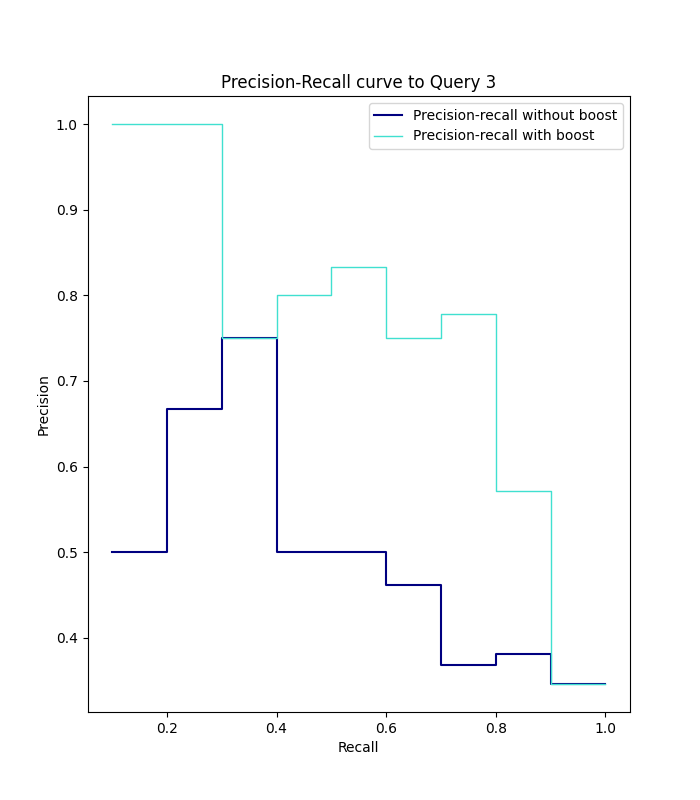 Precision-Recall curve to Query 3
Precision-recall without boost
Precision-recall with boost
1.0
0.9
0.8
0.7
0.6
0.5
0.4
Precision
0.2
0.4
0.6
0.8
1.0
Recall